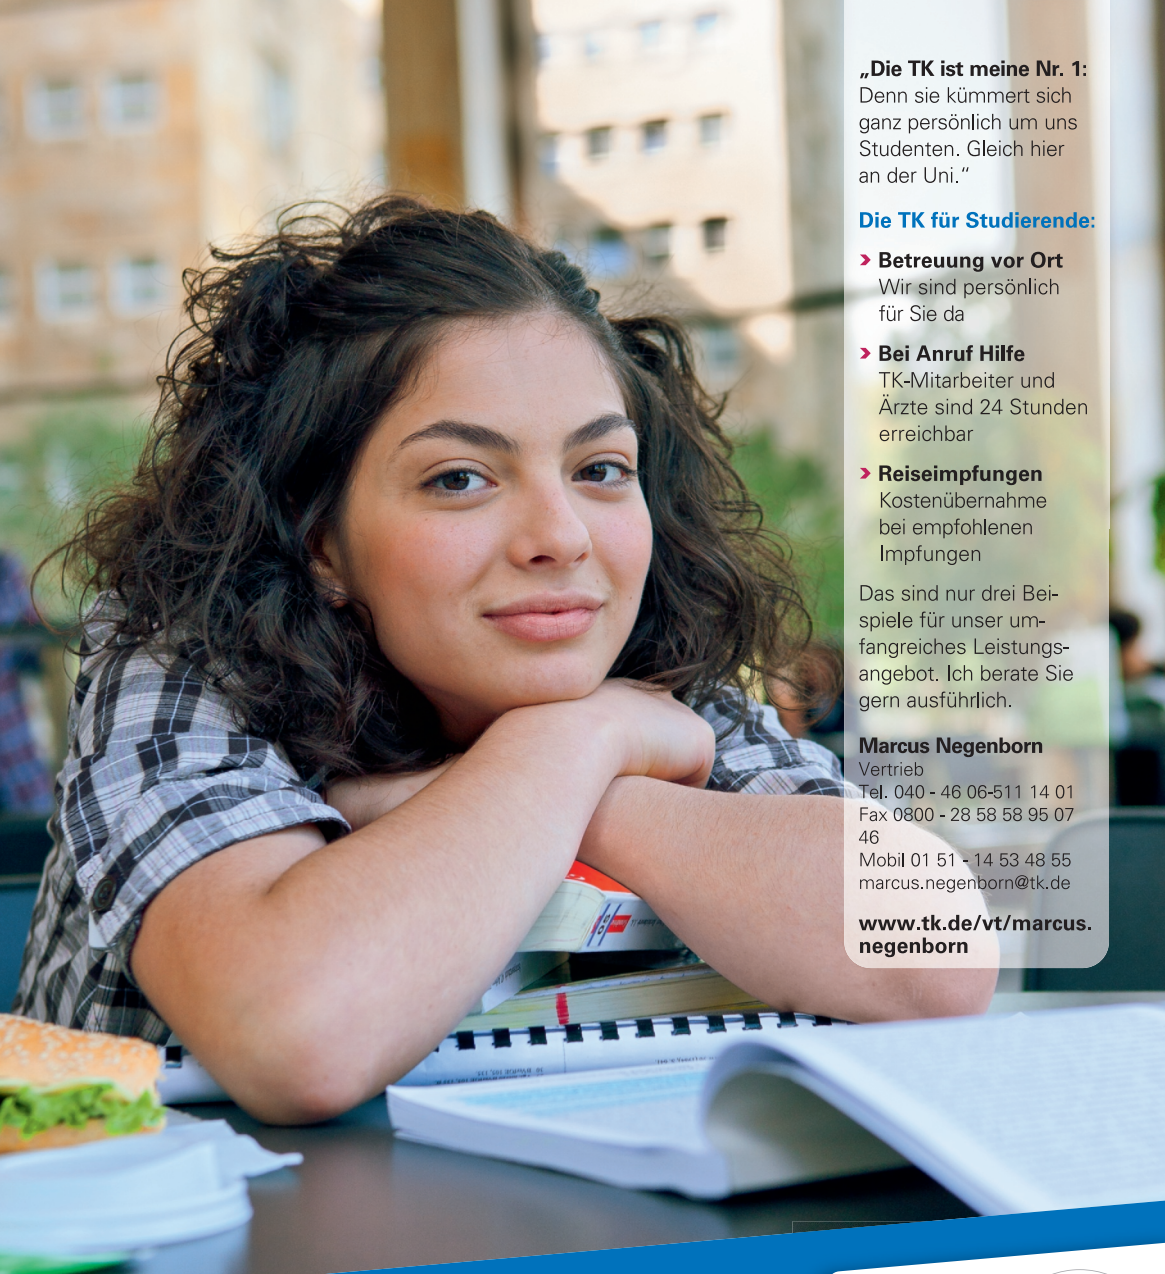 „Die TK ist meine Nr. 1:
Denn sie kümmert sich
ganz persönlich um uns
Studenten. Gleich hier
an der Uni.“
Die TK für Studierende:
› Betreuung vor Ort
Wir sind persönlich
für Sie da
› Bei Anruf Hilfe
TK-Mitarbeiter und
Ärzte sind 24 Stunden
erreichbar
› Reiseimpfungen
Kostenübernahme
bei empfohlenen
Impfungen
Das sind nur drei Bei-
spiele für unser um-
fangreiches Leistungs-
angebot. Ich berate Sie
gern ausführlich.
Marcus Negenborn
Vertrieb
Tel. 040 - 46 06-511 14 01
Fax 0800 - 28 58 58 95 07
46
Mobil 01 51 - 14 53 48 55
marcus.negenborn@tk.de
www.tk.de/vt/marcus.
negenborn